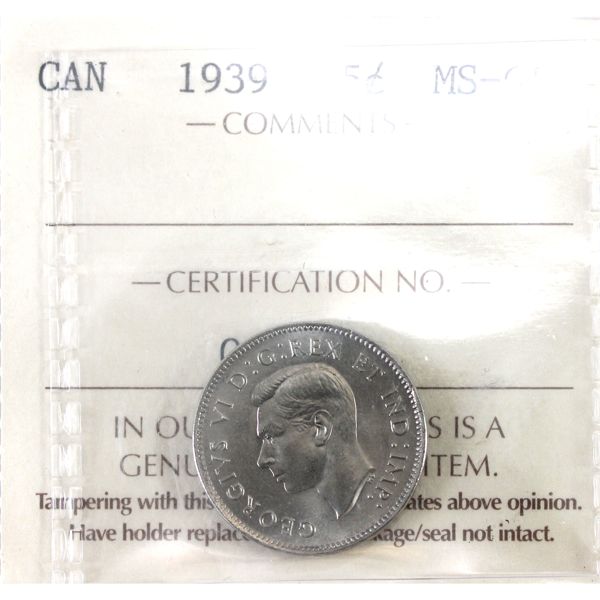 CAN 1939 5¢ MS-
— COMMENTS -
— CERTIFICATION NO. —
GEORGIVS VI D:G:REX ET IND:IMP:
IN OU S IS A
GENU ITEM.
Tampering with this ates above opinion.
Have holder replac kage/seal not intact.